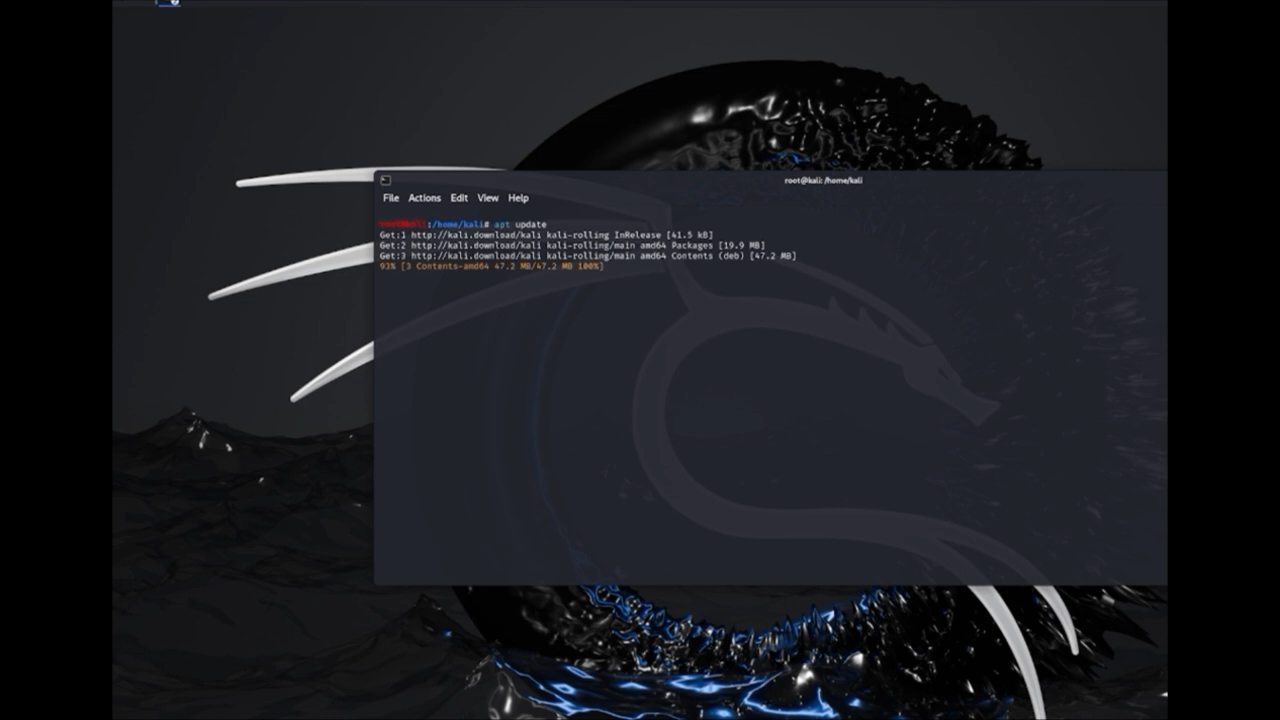 root@kali: /home/kali
File Actions Edit View Help
root@kali:/home/kali# apt update
Get:1 http://kali.download/kali kali-rolling InRelease [41.5 kB]
Get:2 http://kali.download/kali kali-rolling/main amd64 Packages [19.9 MB]
Get:3 http://kali.download/kali kali-rolling/main amd64 Contents (deb) [47.2 MB]
93% [3 Contents-amd64 47.2 MB/47.2 MB 100%]